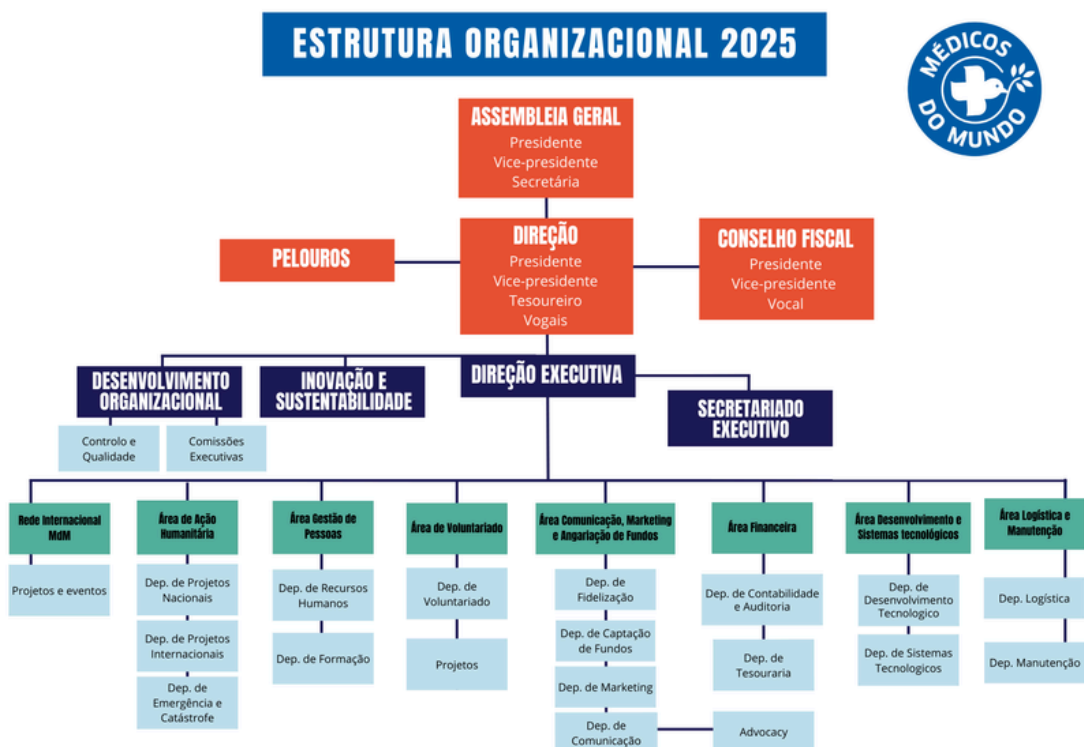 ESTRUTURA ORGANIZACIONAL 2025
MÉDICOS
DO MUNDO
ASSEMBLEIA GERAL
Presidente
Vice-presidente
Secretária
PELOUROS
DIREÇÃO
Presidente
Vice-presidente
Tesoureiro
Vogais
CONSELHO FISCAL
Presidente
Vice-presidente
Vocal
DESENVOLVIMENTO
ORGANIZACIONAL
INOVAÇÃO E
SUSTENTABILIDADE
DIREÇÃO EXECUTIVA
SECRETARIADO
EXECUTIVO
Controlo e
Qualidade
Comissões
Executivas
Rede Internacional
MdM
Projetos e eventos
Área de Ação
Humanitária
Dep. de Projetos
Nacionais
Dep. de Projetos
Internacionais
Dep. de
Emergência e
Catástrofe
Área Gestão de
Pessoas
Dep. de Recursos
Humanos
Dep. de Formação
Área de Voluntariado
Dep. de
Voluntariado
Projetos
Área Comunicação, Marketing
e Angariação de Fundos
Dep. de
Fidelização
Dep. de Captação
de Fundos
Dep. de Marketing
Dep. de
Comunicação
Advocacy
Área Financeira
Dep. de Contabilidade
e Auditoria
Dep. de
Tesouraria
Área Desenvolvimento e
Sistemas tecnológicos
Dep. de
Desenvolvimento
Tecnologico
Dep. de Sistemas
Tecnologicos
Área Logística e
Manutenção
Dep. Logística
Dep. Manutenção